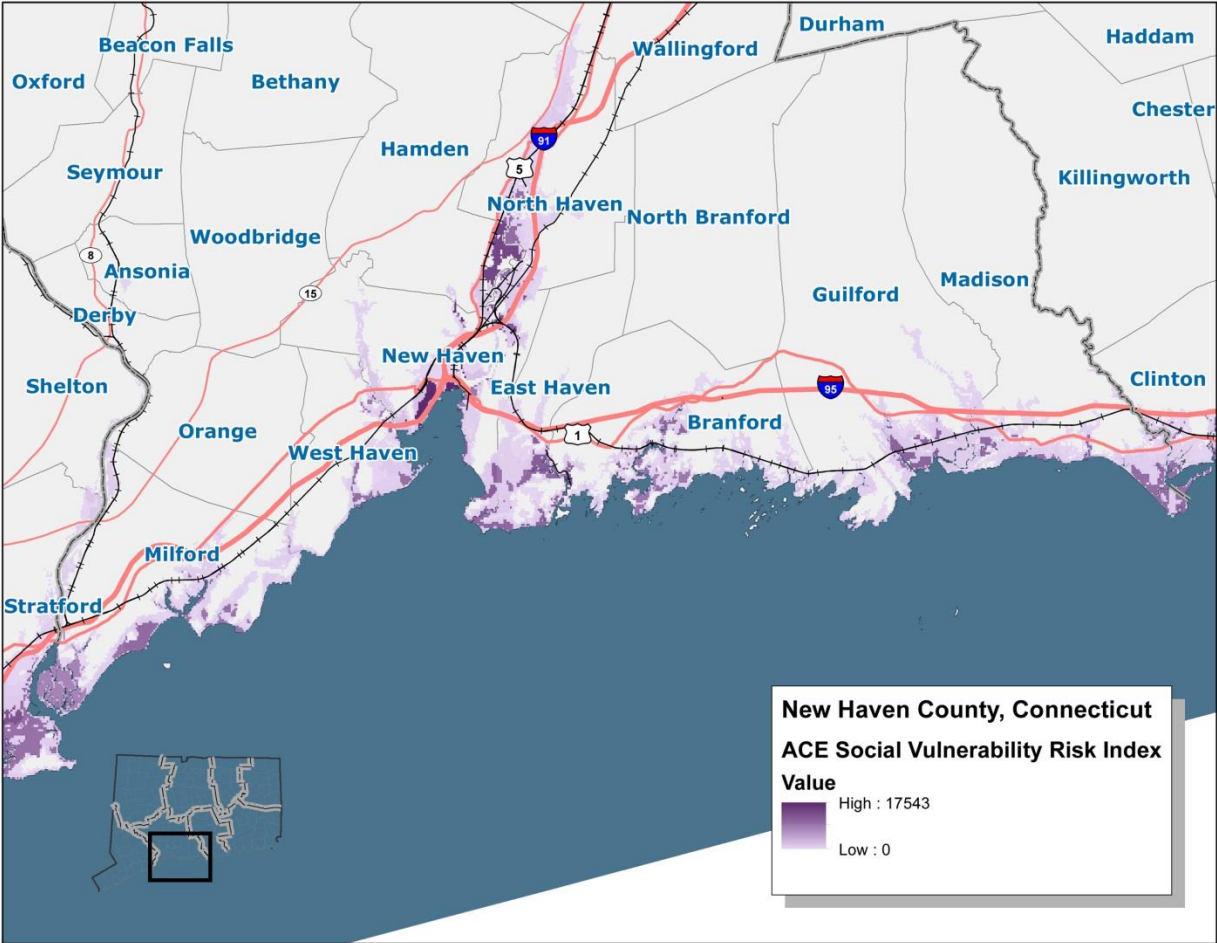 Durham
Haddam
Beacon Falls
Wallingford
Oxford
Bethany
Chester
91
Hamden
5
Seymour
Killingworth
North Haven
North Branford
Woodbridge
8
Ansonia
Madison
15
Guilford
Derby
New Haven
Clinton
Shelton
East Haven
95
Branford
Orange
1
West Haven
Milford
Stratford
New Haven County, Connecticut
ACE Social Vulnerability Risk Index
Value
High : 17543
Low : 0